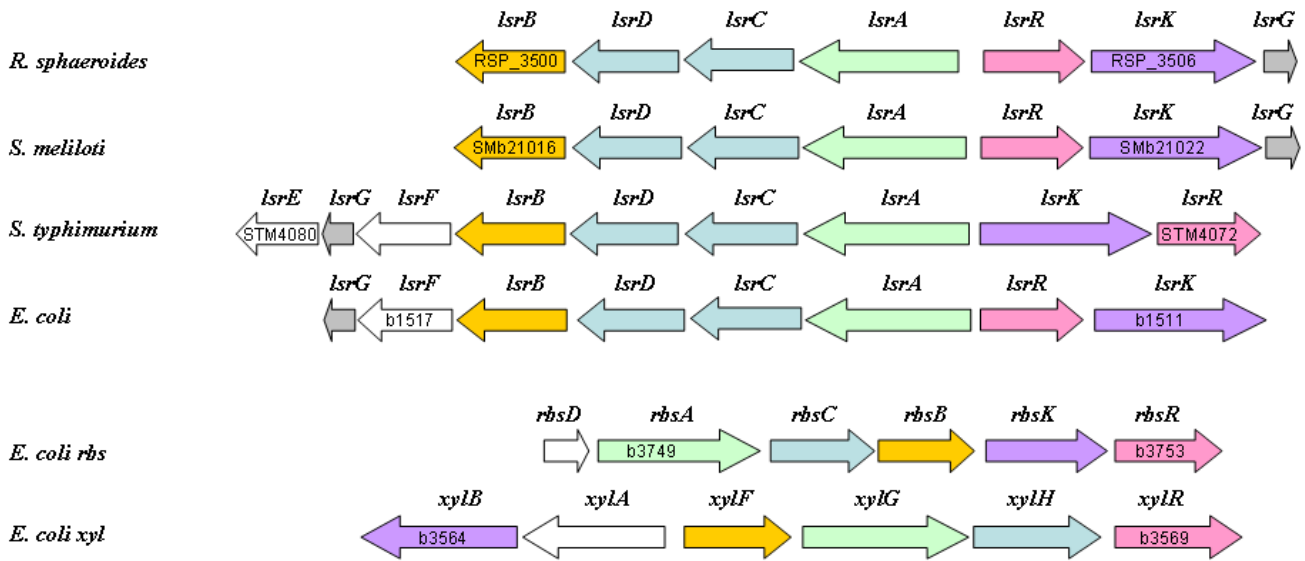 lsrB lsrD lsrC lsrA lsrR lsrK lsrG
R. sphaeroides RSP_3500 RSP_3506
lsrB lsrD lsrC lsrA lsrR lsrK lsrG
S. meliloti SMb21016 SMb21022
lsrE lsrG lsrF lsrB lsrD lsrC lsrA lsrK lsrR
S. typhimurium STM4080 STM4072
lsrG lsrF lsrB lsrD lsrC lsrA lsrR lsrK
E. coli b1517 b1511
rbsD rbsA rbsC rbsB rbsK rbsR
E. coli rbs b3749 b3753
xylB xylA xylF xylG xylH xylR
E. coli xyl b3564 b3569